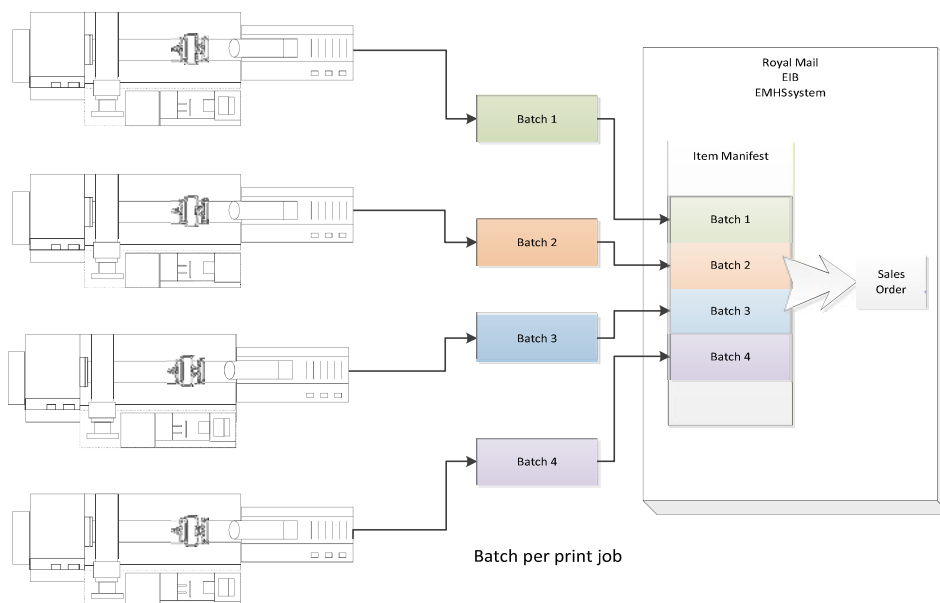 Royal Mail
EIB
EMHSsystem
Item Manifest
Batch 1
Batch 1
Batch 2
Batch 2
Sales
Order
Batch 3
Batch 3
Batch 4
Batch 4
Batch per print job